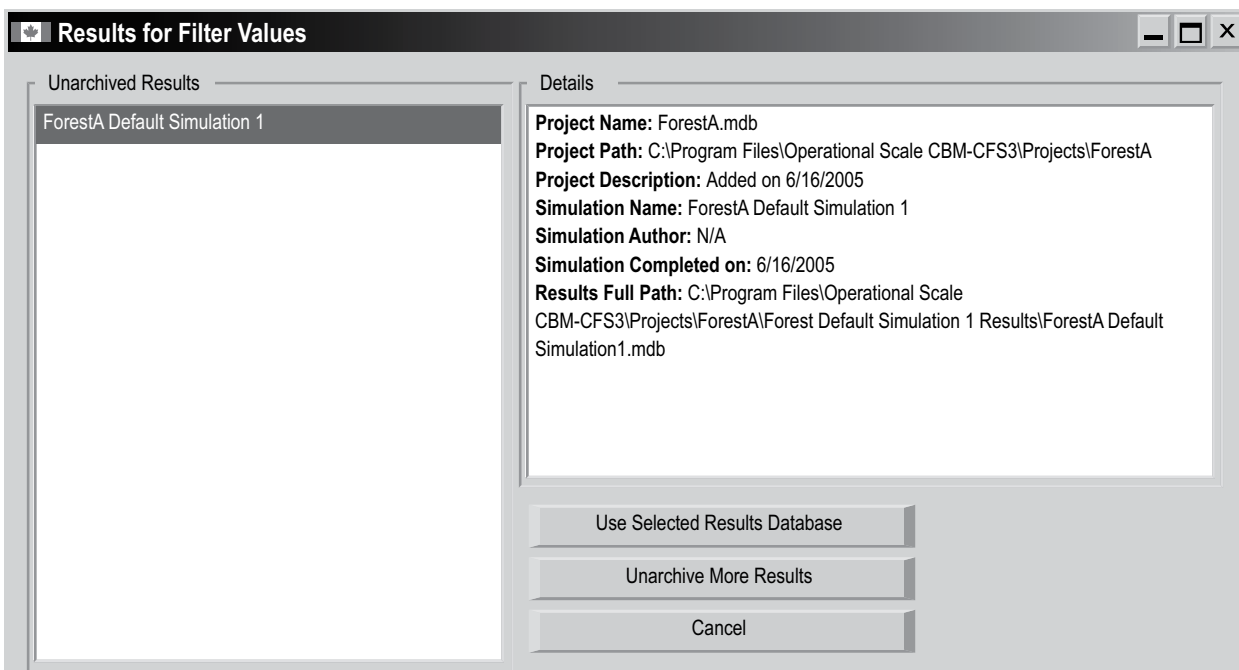 Results for Filter Values
Unarchived Results
ForestA Default Simulation 1
Details
Project Name: ForestA.mdb
Project Path: C:\Program Files\Operational Scale CBM-CFS3\Projects\ForestA
Project Description: Added on 6/16/2005
Simulation Name: ForestA Default Simulation 1
Simulation Author: N/A
Simulation Completed on: 6/16/2005
Results Full Path: C:\Program Files\Operational Scale
CBM-CFS3\Projects\ForestA\Forest Default Simulation 1 Results\ForestA Default
Simulation1.mdb
Use Selected Results Database
Unarchive More Results
Cancel